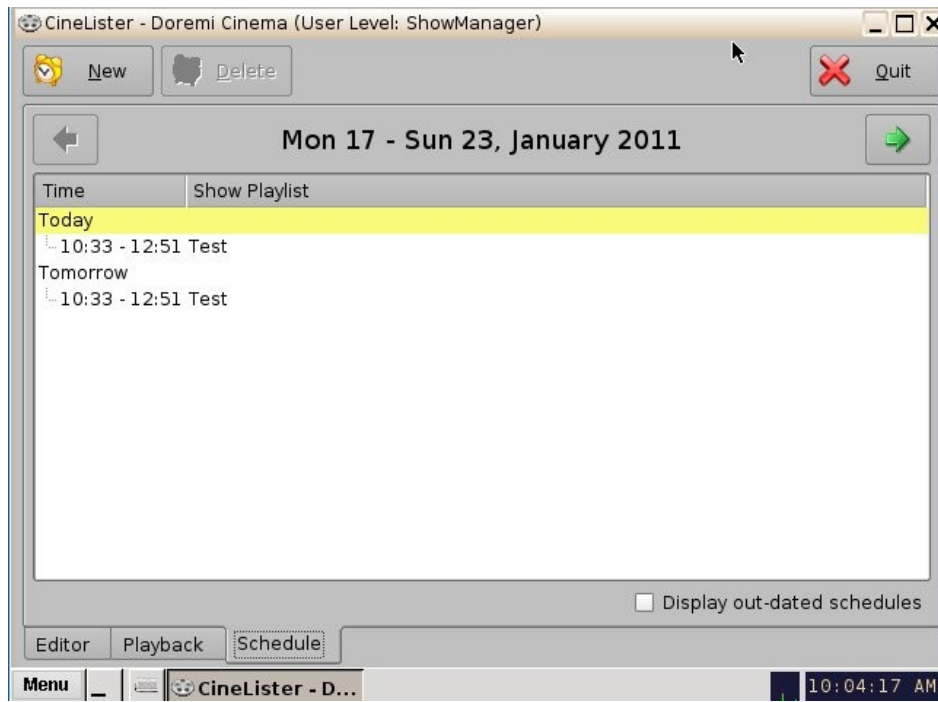 CineLister - Doremi Cinema (User Level: ShowManager)
New Delete Quit
Mon 17 - Sun 23, January 2011
Time Show Playlist
Today
10:33 - 12:51 Test
Tomorrow
10:33 - 12:51 Test
Display out-dated schedules
Editor Playback Schedule
Menu CineLister - D... 10:04:17 AM